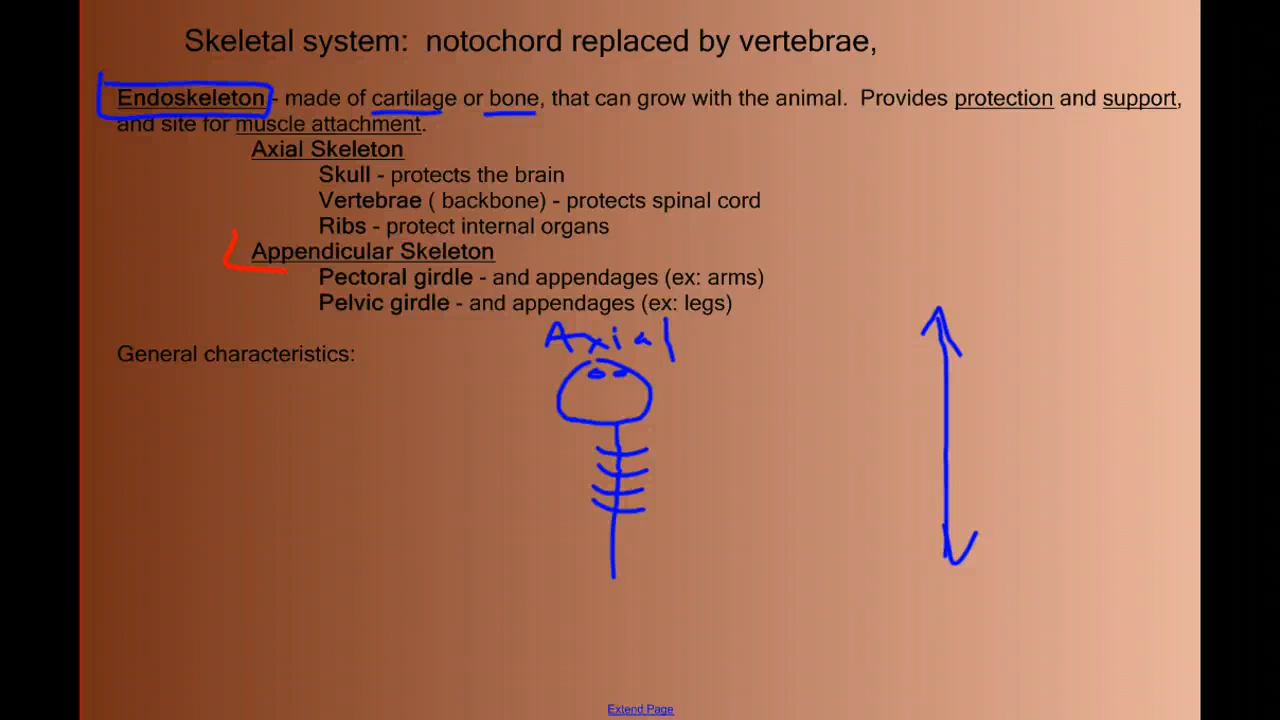 Skeletal system: notochord replaced by vertebrae,
Endoskeleton - made of cartilage or bone, that can grow with the animal. Provides protection and support,
and site for muscle attachment.
Axial Skeleton
Skull - protects the brain
Vertebrae ( backbone) - protects spinal cord
Ribs - protect internal organs
Appendicular Skeleton
Pectoral girdle - and appendages (ex: arms)
Pelvic girdle - and appendages (ex: legs)
Axial
General characteristics:
Extend Page